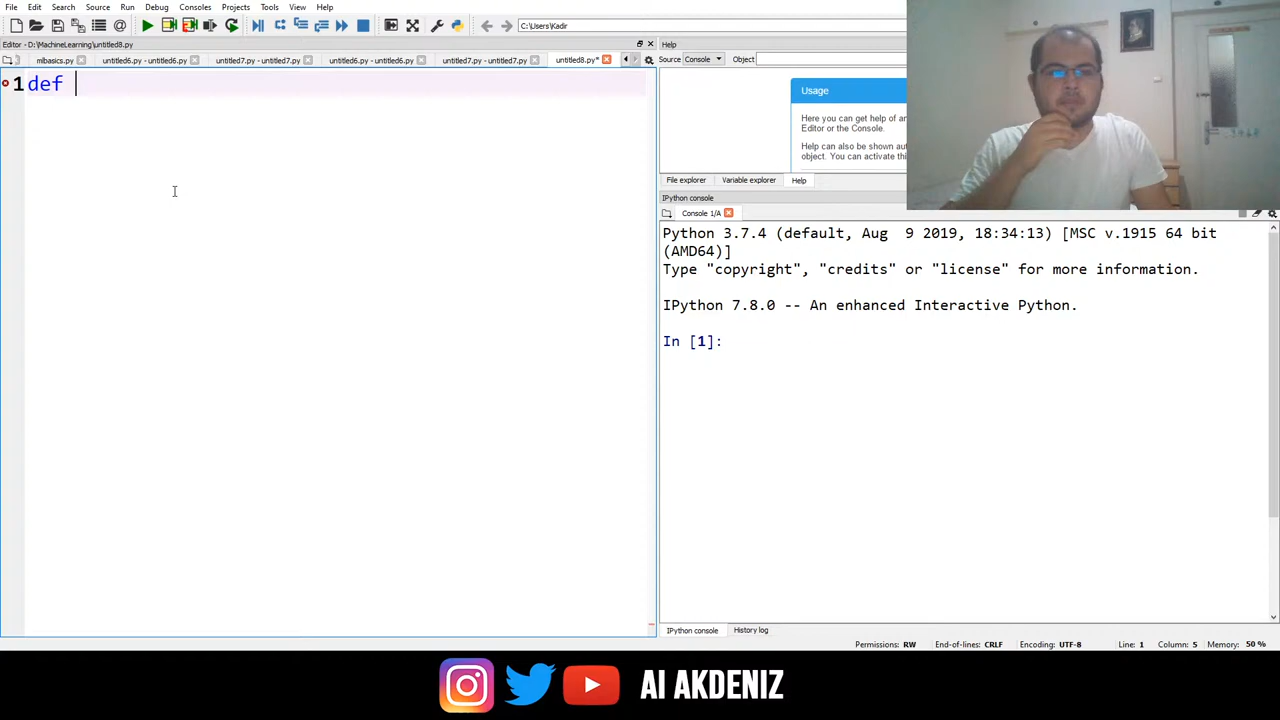 File Edit Search Source Run Debug Consoles Projects Tools View Help
C:\Users\Kadir
Editor - D:\MachineLearning\untitled8.py
mlbasics.py untitled6.py - untitled6.py untitled7.py - untitled7.py untitled6.py - untitled6.py untitled7.py - untitled7.py untitled8.py*
1 def
Help
Source Console Object
Usage
Here you can get help of an
Editor or the Console.
Help can also be shown aut
object. You can activate thi
File explorer Variable explorer Help
IPython console
Console 1/A
Python 3.7.4 (default, Aug 9 2019, 18:34:13) [MSC v.1915 64 bit
(AMD64)]
Type "copyright", "credits" or "license" for more information.
IPython 7.8.0 -- An enhanced Interactive Python.
In [1]:
IPython console History log
Permissions: RW End-of-lines: CRLF Encoding: UTF-8 Line: 1 Column: 5 Memory: 50 %
AI AKDENIZ